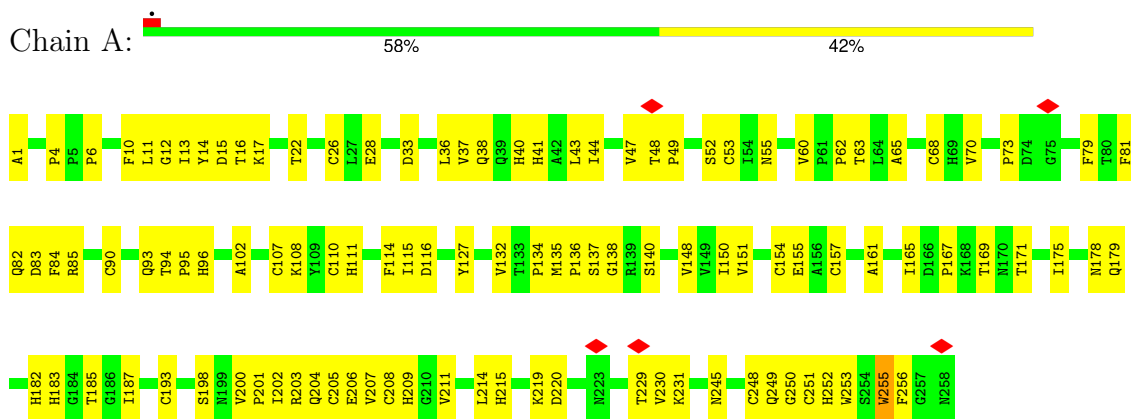 Chain A:
58% 42%
A1 P4 P5 P6 F10 L11 G12 I13 Y14 D15 T16 K17 T22 C26 L27 E28 D33 L36 V37 Q38 Q39 H40 H41 A42 L43 I44 V47 T48 P49 S52 C53 I54 N55 V60 P61 P62 T63 L64 A65 C68 H69 V70 P73 D74 G75 F79 T80 F81
Q82 D83 F84 R85 C90 Q93 T94 P95 H96 A102 C107 K108 Y109 C110 H111 F114 I115 D116 Y127 V132 T133 P134 M135 P136 S137 G138 R139 S140 V148 V149 I150 V151 C154 E155 A156 C157 A161 I165 D166 P167 K168 T169 N170 T171 I175 N178 Q179
H182 H183 G184 T185 G186 I187 C193 S198 N199 V200 P201 I202 R203 Q204 C205 E206 V207 C208 H209 G210 V211 L214 H215 K219 D220 N223 T229 V230 K231 N245 C248 Q249 G250 C251 H252 W253 S254 W255 F256 G257 N258